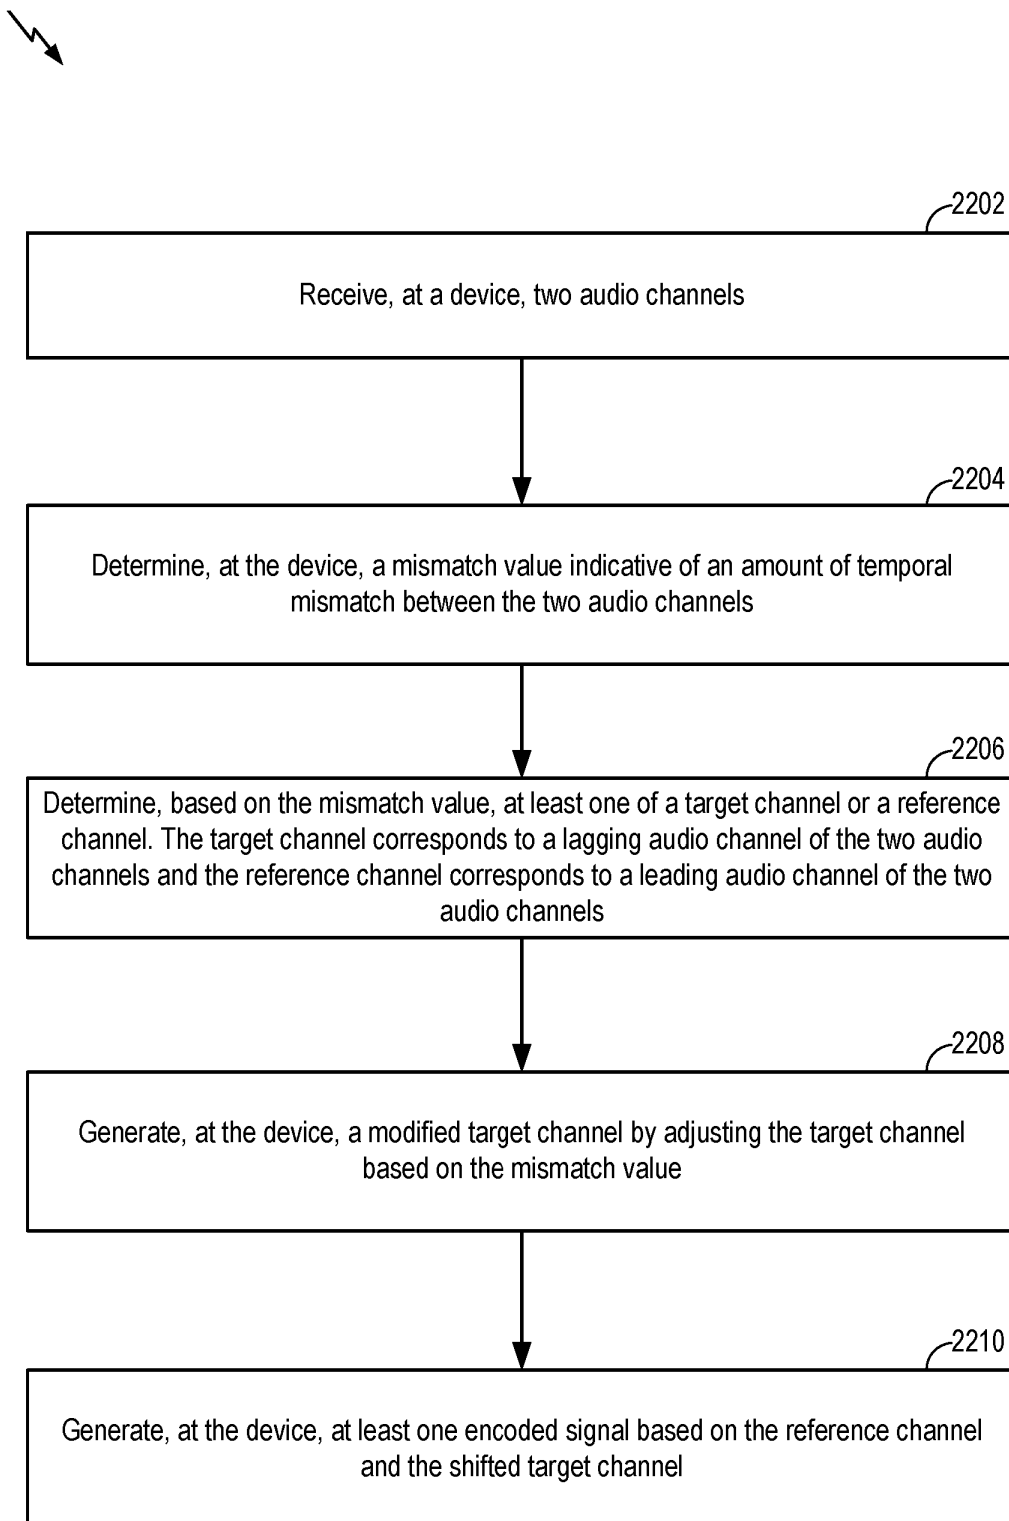 2202
Receive, at a device, two audio channels
2204
Determine, at the device, a mismatch value indicative of an amount of temporal
mismatch between the two audio channels
2206
Determine, based on the mismatch value, at least one of a target channel or a reference
channel. The target channel corresponds to a lagging audio channel of the two audio
channels and the reference channel corresponds to a leading audio channel of the two
audio channels
2208
Generate, at the device, a modified target channel by adjusting the target channel
based on the mismatch value
2210
Generate, at the device, at least one encoded signal based on the reference channel
and the shifted target channel